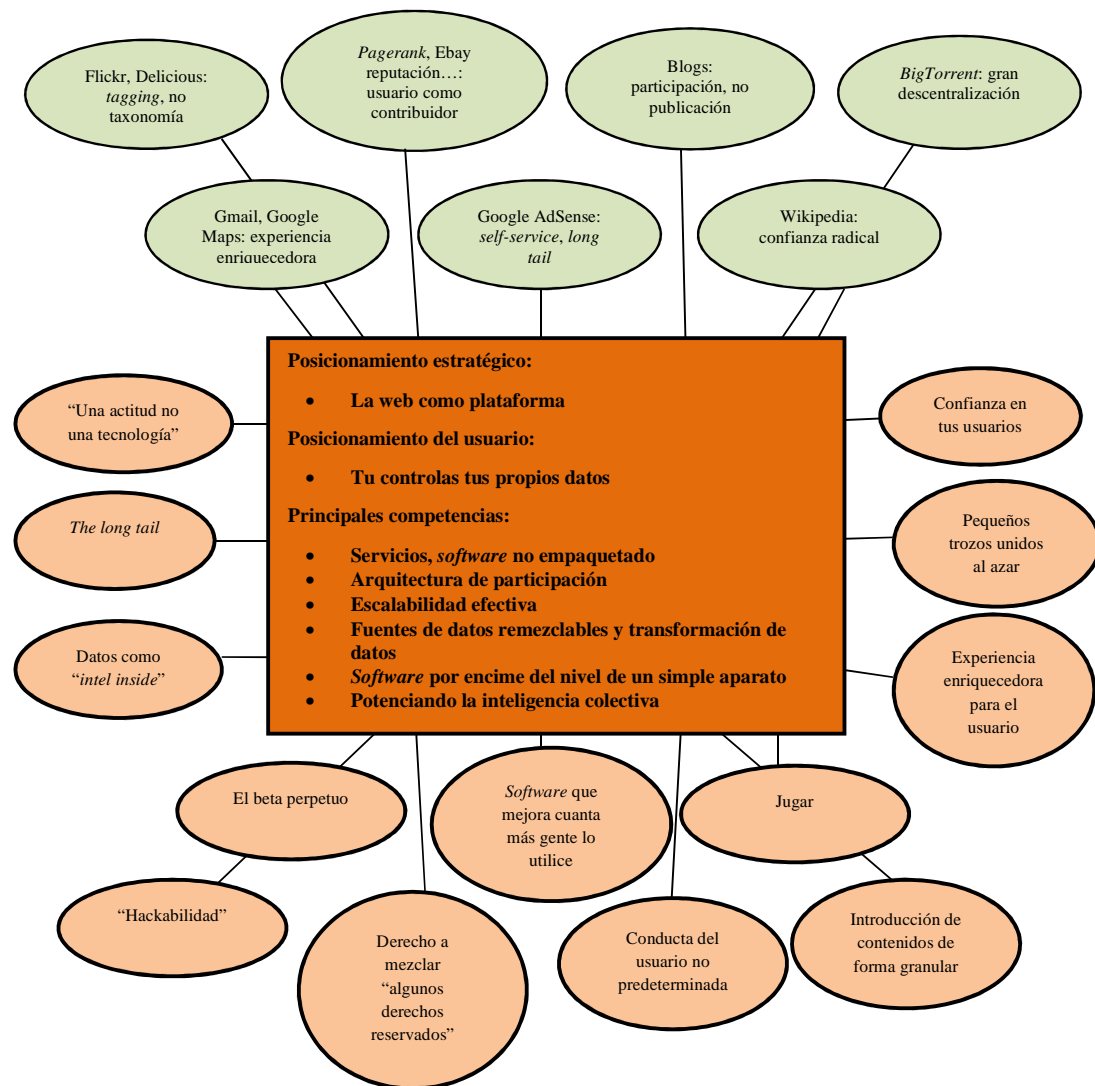 Flickr, Delicious:
tagging, no
taxonomía
Pagerank, Ebay
reputación…:
usuario como
contribuidor
Blogs:
participación, no
publicación
BigTorrent: gran
descentralización
Gmail, Google
Maps: experiencia
enriquecedora
Google AdSense:
self-service, long
tail
Wikipedia:
confianza radical
Posicionamiento estratégico:
• La web como plataforma
Posicionamiento del usuario:
• Tu controlas tus propios datos
Principales competencias:
• Servicios, software no empaquetado
• Arquitectura de participación
• Escalabilidad efectiva
• Fuentes de datos remezclables y transformación de
datos
• Software por encime del nivel de un simple aparato
• Potenciando la inteligencia colectiva
“Una actitud no
una tecnología”
The long tail
Datos como
“intel inside”
Confianza en
tus usuarios
Pequeños
trozos unidos
al azar
Experiencia
enriquecedora
para el
usuario
El beta perpetuo
Software que
mejora cuanta
más gente lo
utilice
Jugar
“Hackabilidad”
Derecho a
mezclar
“algunos
derechos
reservados”
Conducta del
usuario no
predeterminada
Introducción de
contenidos de
forma granular